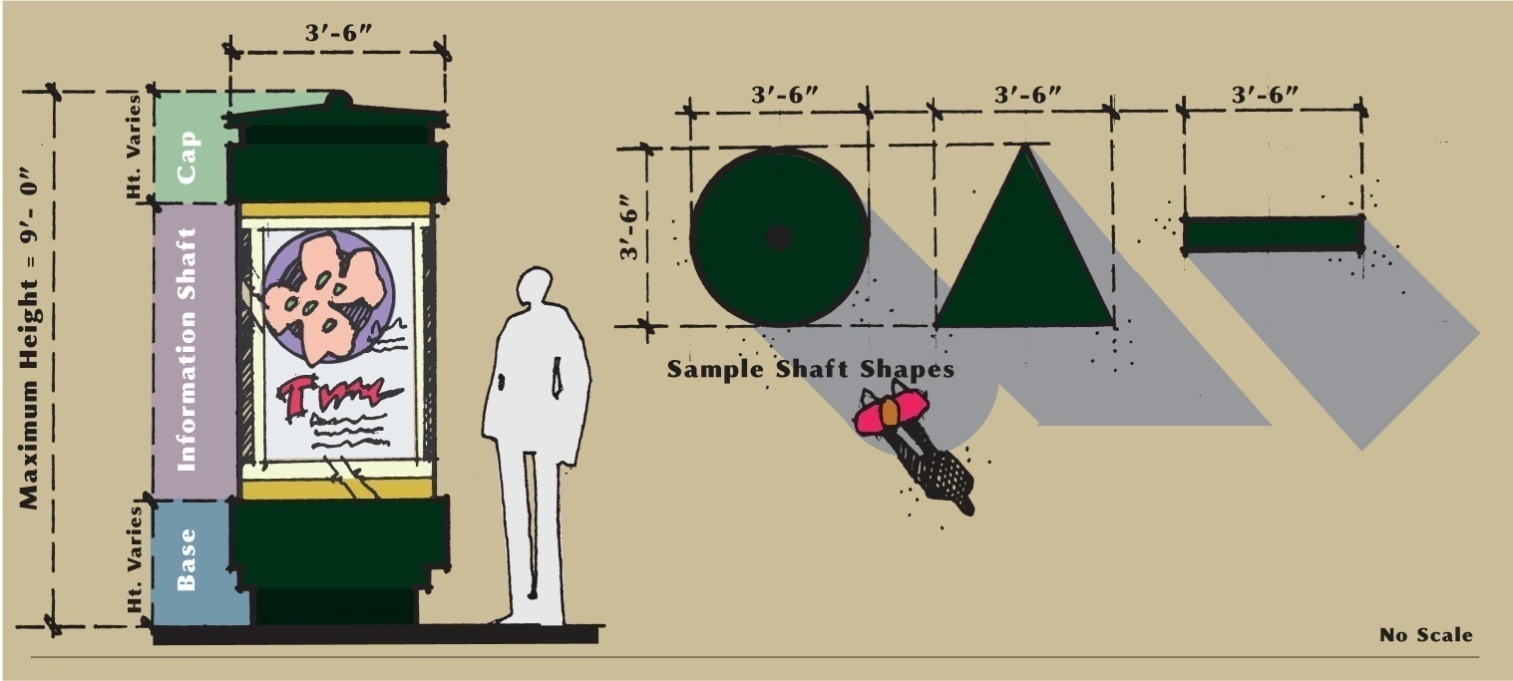 3'-6"
Maximum Height = 9'- 0"
Ht. Varies
Cap
Information Shaft
Ht. Varies
Base
3'-6"
3'-6"
3'-6"
3'-6"
Sample Shaft Shapes
No Scale